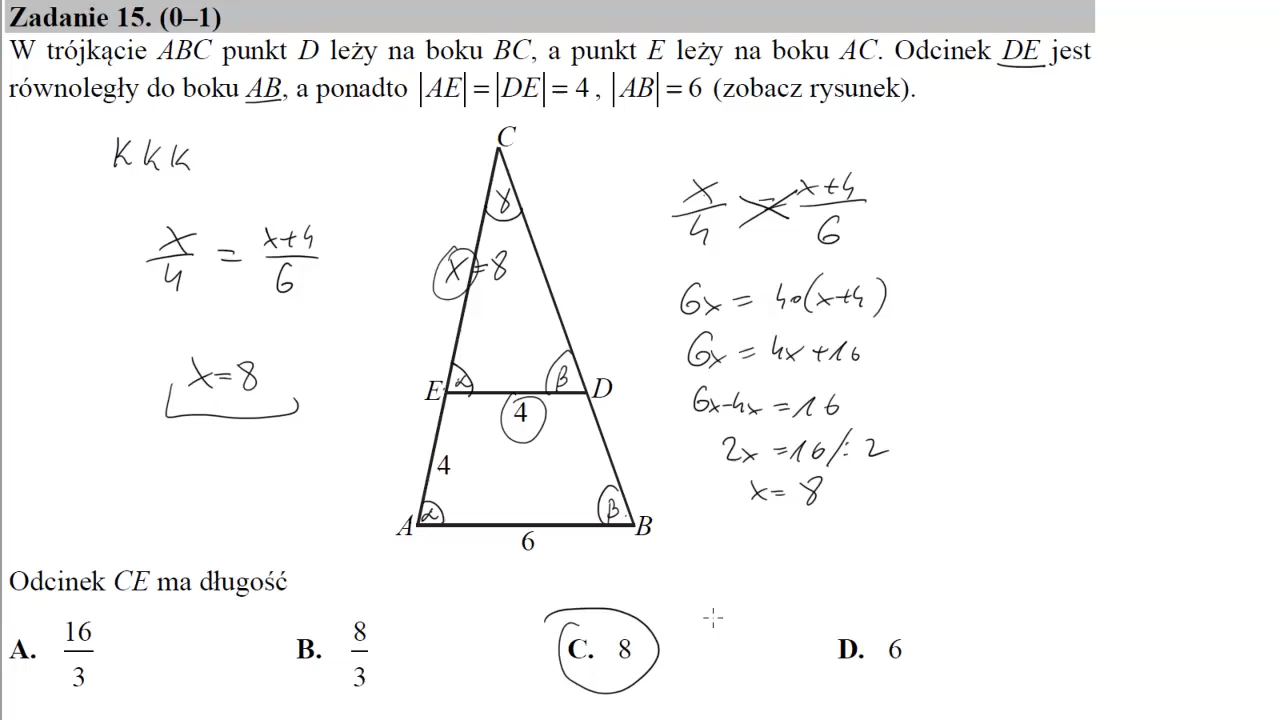 Zadanie 15. (0–1)
W trójkącie ABC punkt D leży na boku BC, a punkt E leży na boku AC. Odcinek DE jest
równoległy do boku AB, a ponadto |AE| = |DE| = 4, |AB| = 6 (zobacz rysunek).
K K K
x/4 = (x+4)/6
x = 8
C
γ
x = 8
E α β D
4
4
A α β B
6
x/4 = (x+4)/6
6x = 4·(x+4)
6x = 4x+16
6x-4x = 16
2x = 16 /: 2
x = 8
Odcinek CE ma długość
A. 16/3 B. 8/3 C. 8 D. 6